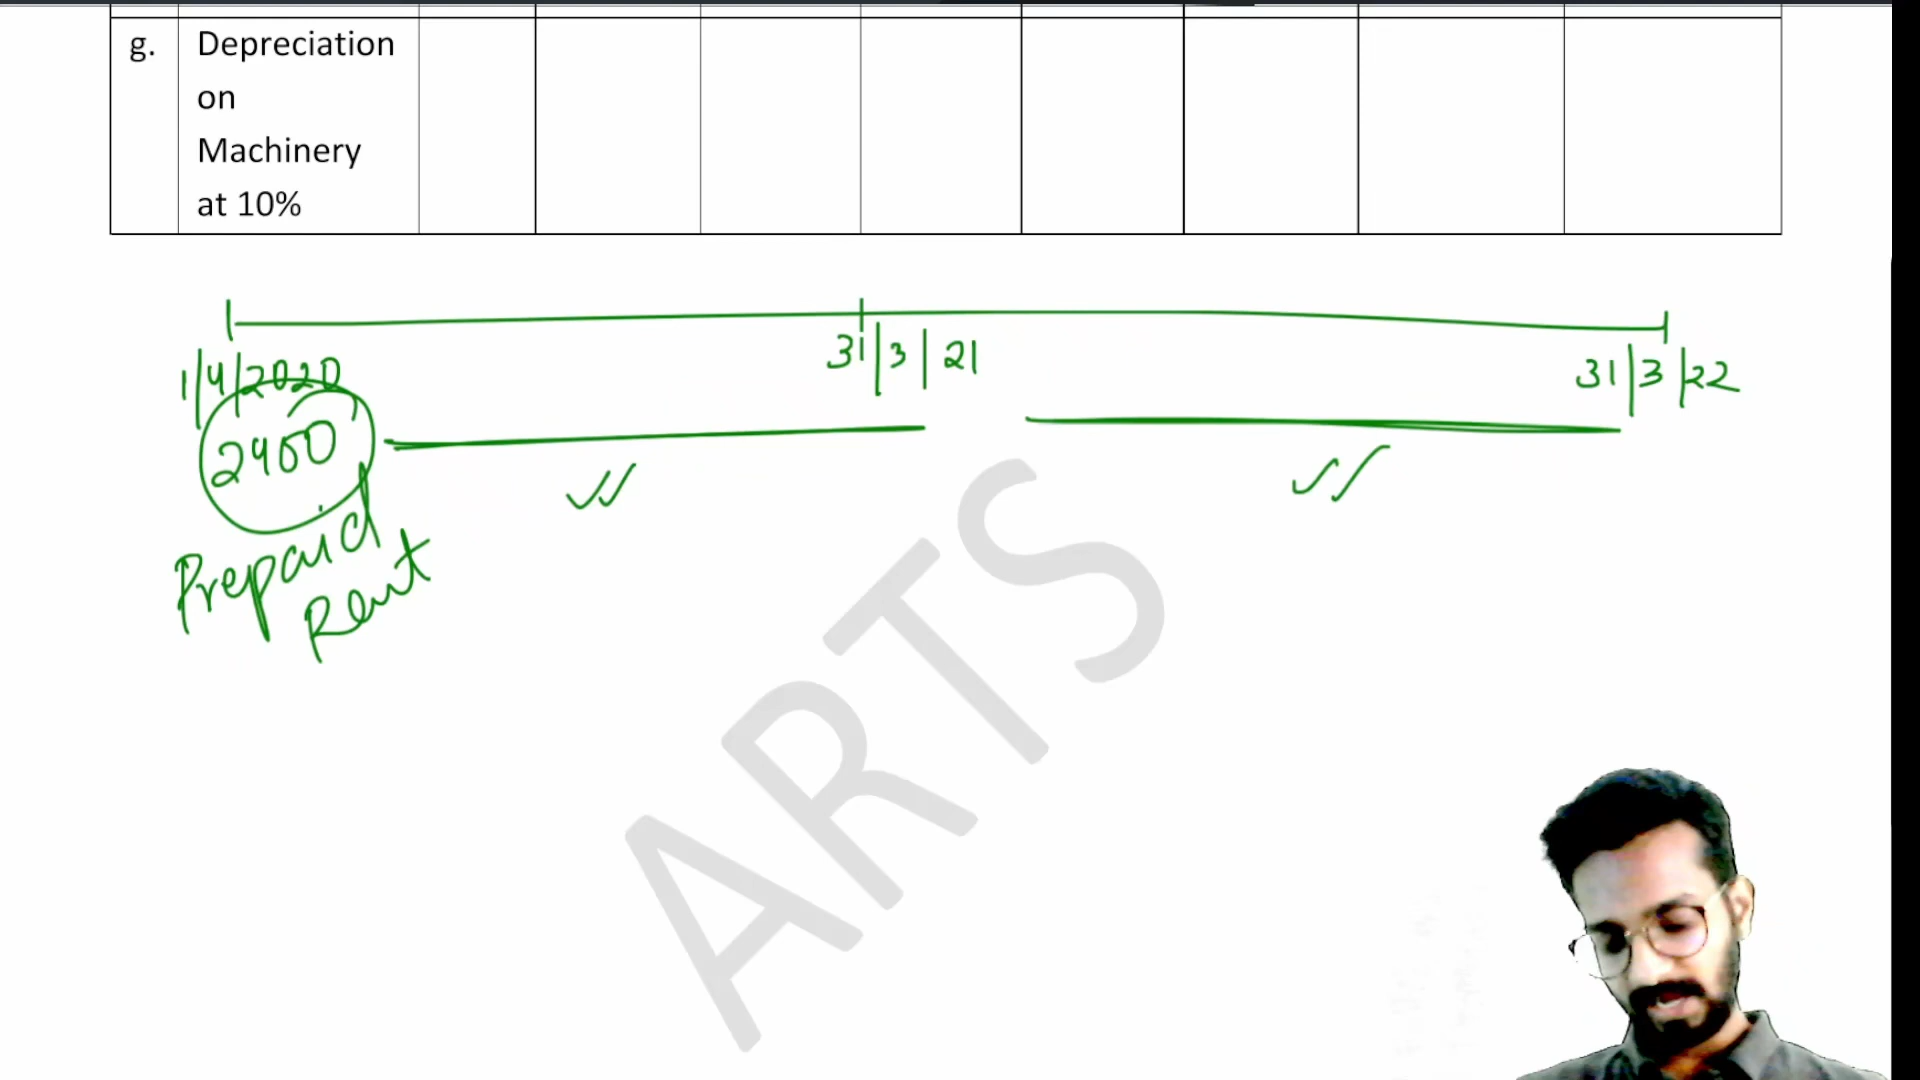 g. Depreciation
on
Machinery
at 10%
1/4/2020
31|3|21
31|3|22
2400
Prepaid
Rent
ARTS